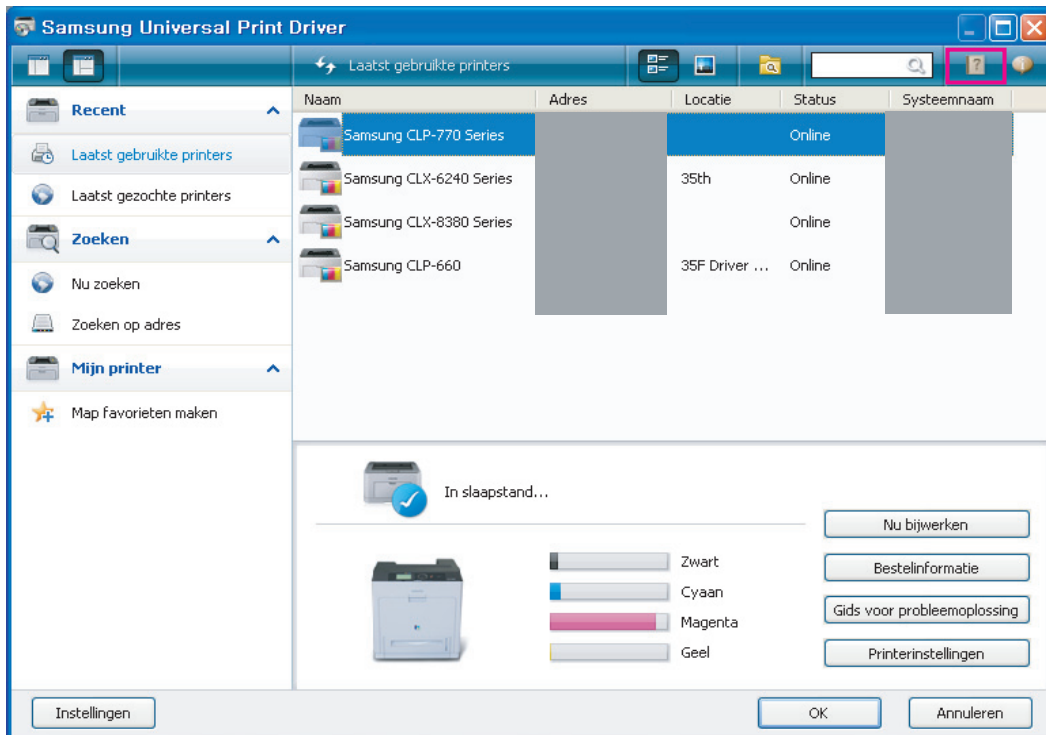 Samsung Universal Print Driver
Laatst gebruikte printers
Recent
Laatst gebruikte printers
Laatst gezochte printers
Zoeken
Nu zoeken
Zoeken op adres
Mijn printer
Map favorieten maken
Naam Adres Locatie Status Systeemnaam
Samsung CLP-770 Series Online
Samsung CLX-6240 Series 35th Online
Samsung CLX-8380 Series Online
Samsung CLP-660 35F Driver ... Online
In slaapstand...
Zwart
Cyaan
Magenta
Geel
Nu bijwerken
Bestelinformatie
Gids voor probleemoplossing
Printerinstellingen
Instellingen
OK
Annuleren